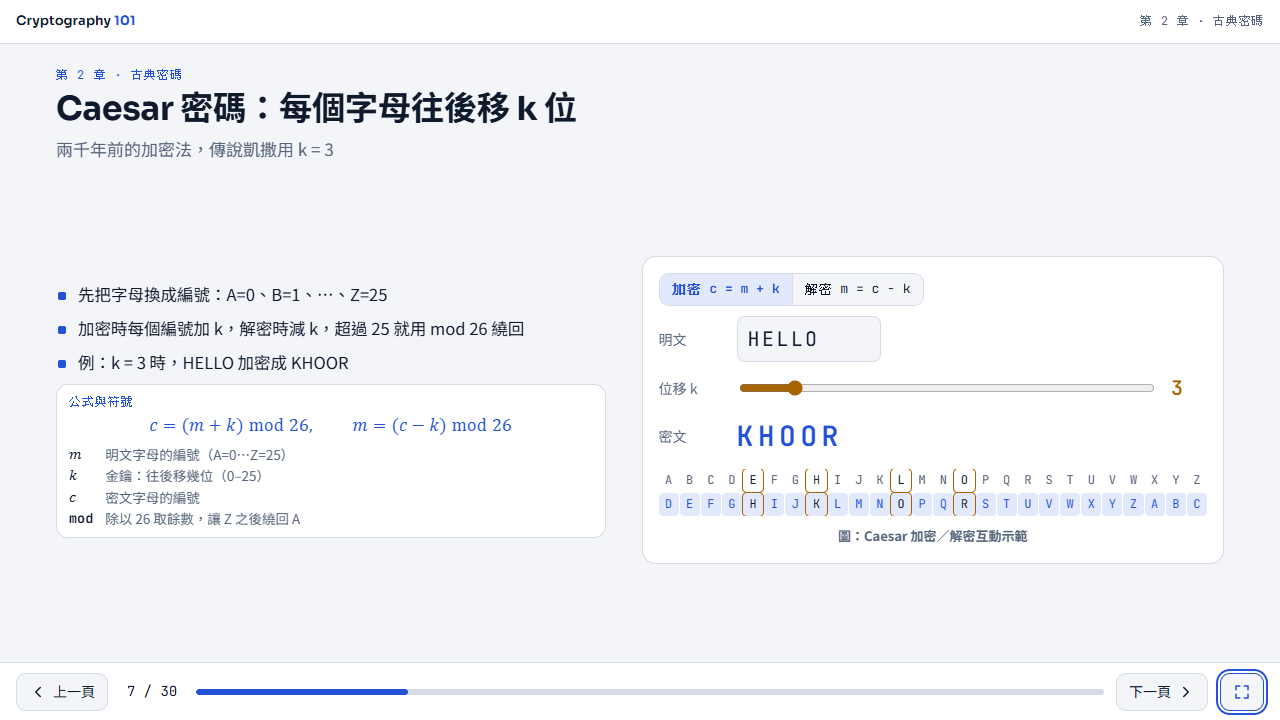 Cryptography 101
第 2 章 · 古典密碼
第 2 章 · 古典密碼
Caesar 密碼：每個字母往後移 k 位
兩千年前的加密法，傳說凱撒用 k = 3
先把字母換成編號：A=0、B=1、…、Z=25
加密時每個編號加 k，解密時減 k，超過 25 就用 mod 26 繞回
例：k = 3 時，HELLO 加密成 KHOOR
公式與符號
c = (m + k) mod 26, m = (c − k) mod 26
m 明文字母的編號（A=0…Z=25）
k 金鑰：往後移幾位（0–25）
c 密文字母的編號
mod 除以 26 取餘數，讓 Z 之後繞回 A
加密 c = m + k 解密 m = c - k
明文 HELLO
位移 k 3
密文 KHOOR
A B C D E F G H I J K L M N O P Q R S T U V W X Y Z
D E F G H I J K L M N O P Q R S T U V W X Y Z A B C
圖：Caesar 加密／解密互動示範
上一頁 7 / 30 下一頁